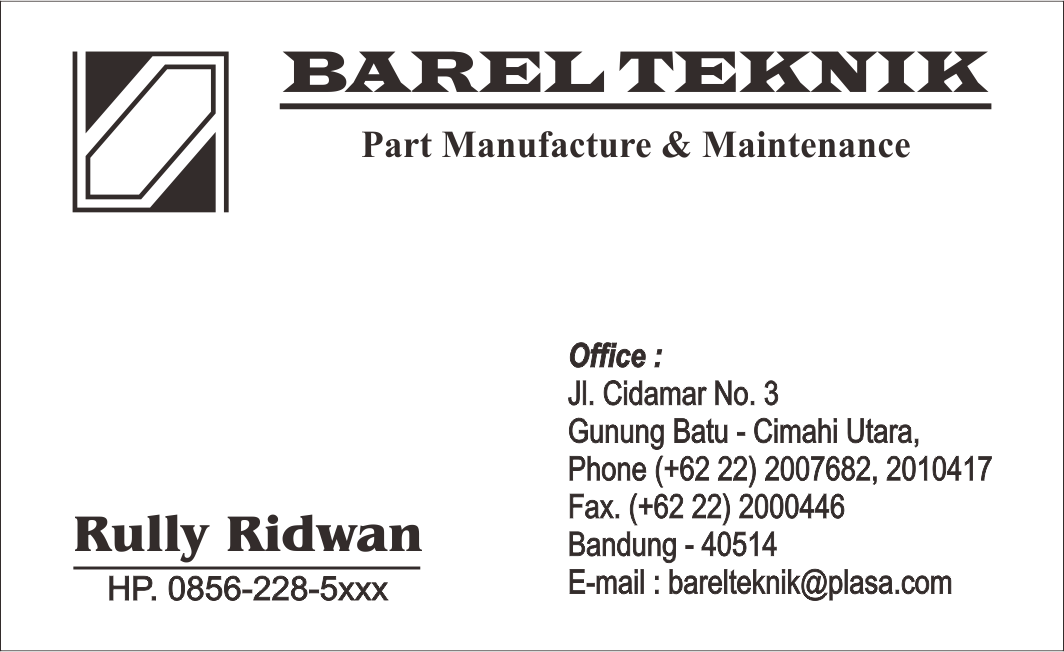 BAREL TEKNIK
Part Manufacture & Maintenance
Office :
Jl. Cidamar No. 3
Gunung Batu - Cimahi Utara,
Phone (+62 22) 2007682, 2010417
Fax. (+62 22) 2000446
Bandung - 40514
E-mail : barelteknik@plasa.com
Rully Ridwan
HP. 0856-228-5xxx